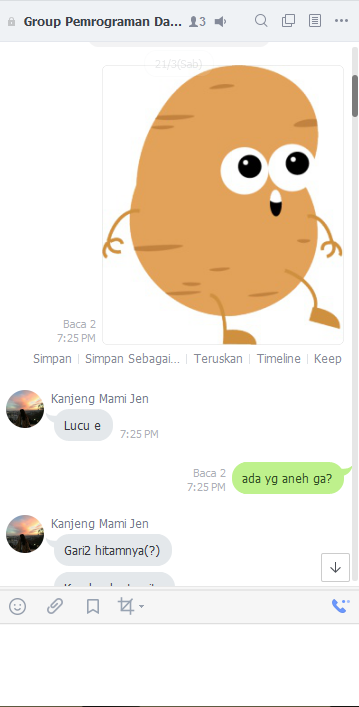 Group Pemrograman Da... 3
21/3(Sab)
Baca 2
7:25 PM
Simpan | Simpan Sebagai... | Teruskan | Timeline | Keep
Kanjeng Mami Jen
Lucu e
7:25 PM
Baca 2
7:25 PM
ada yg aneh ga?
Kanjeng Mami Jen
Gari2 hitamnya(?)